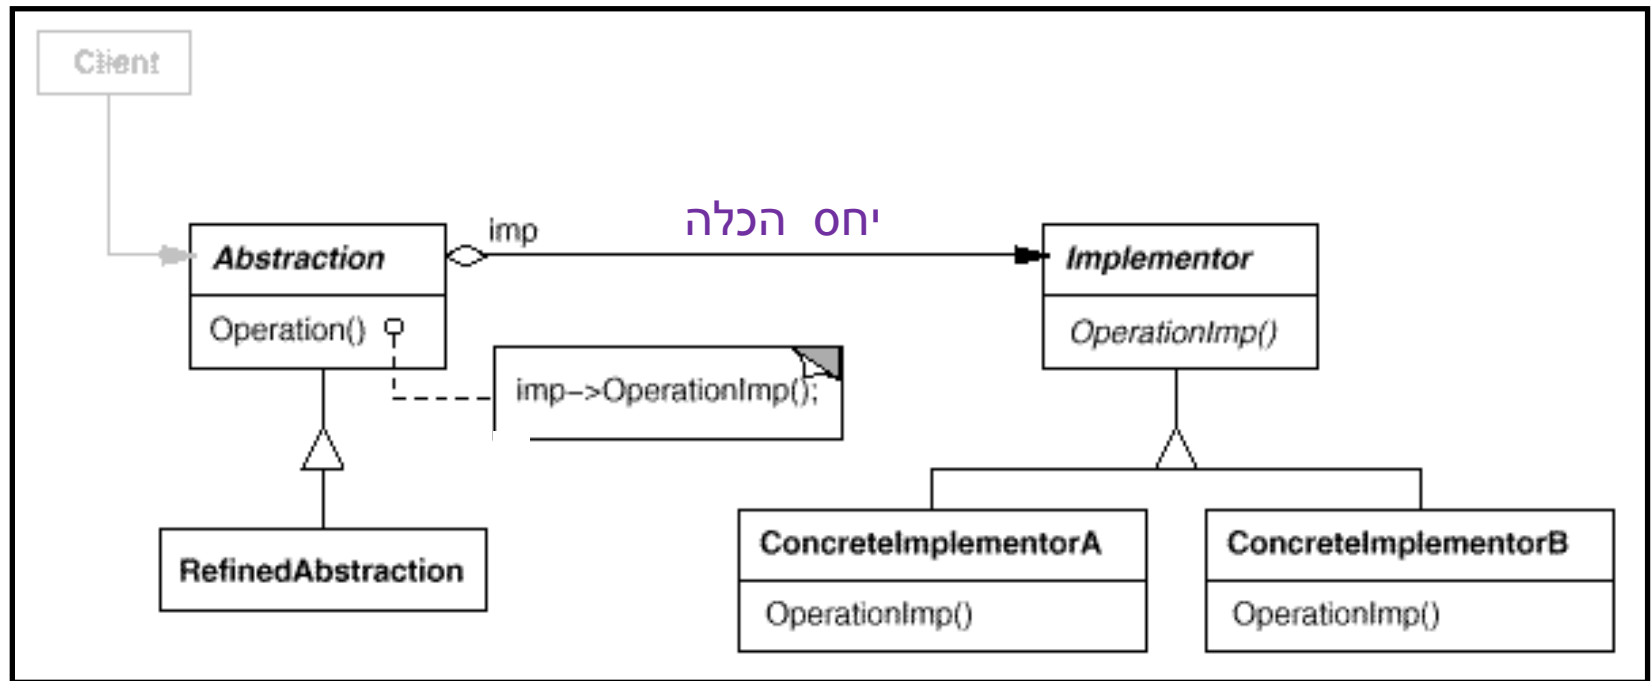 Client
imp
יחס הכלה
Abstraction
Implementor
Operation()
OperationImp()
imp->OperationImp();
RefinedAbstraction
ConcreteImplementorA
ConcreteImplementorB
OperationImp()
OperationImp()